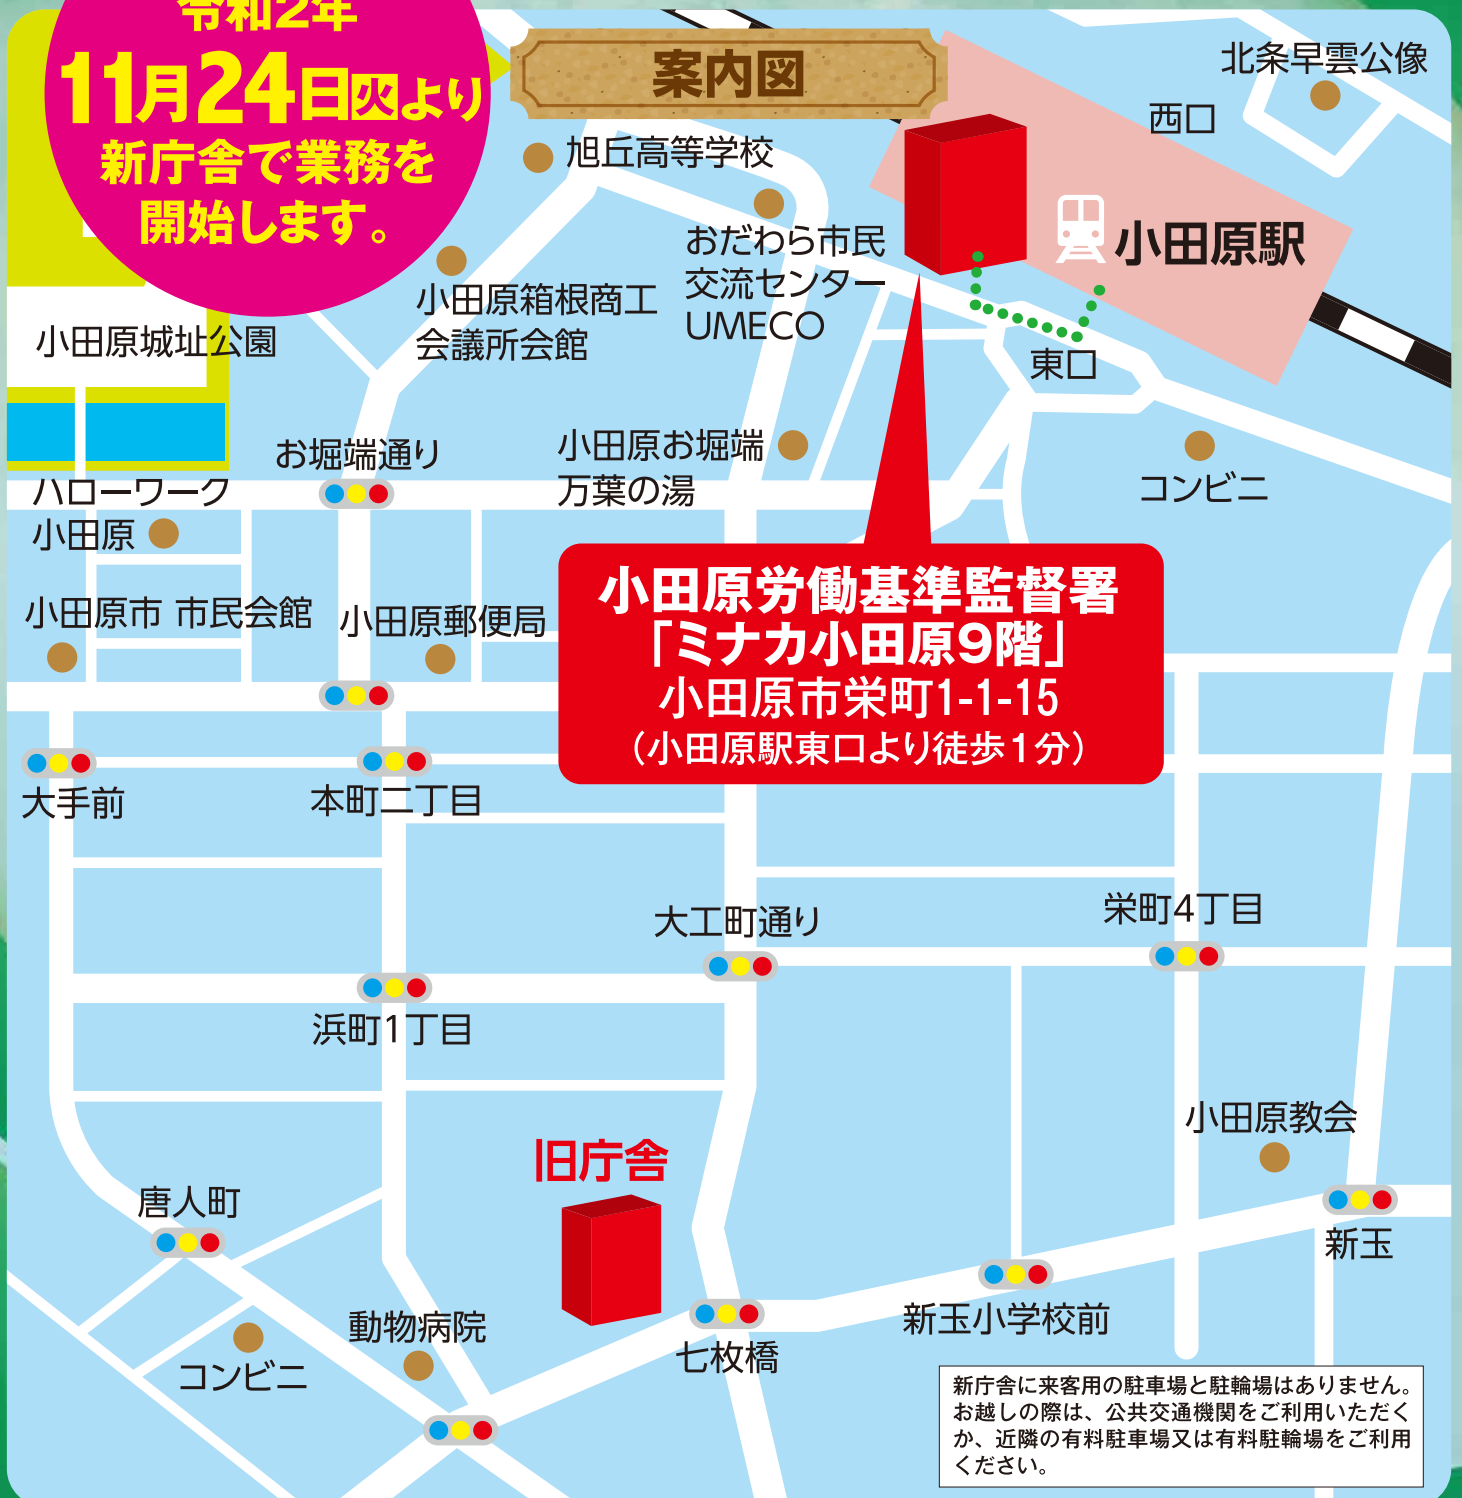 令和2年
11月24日火より
新庁舎で業務を
開始します。
案内図
北条早雲公像
西口
旭丘高等学校
小田原駅
おだわら市民
交流センター
UMECO
小田原箱根商工
会議所会館
小田原城址公園
東口
お堀端通り
小田原お堀端
万葉の湯
コンビニ
ハローワーク
小田原
小田原市 市民会館
小田原郵便局
小田原労働基準監督署
「ミナカ小田原9階」
小田原市栄町1-1-15
（小田原駅東口より徒歩1分）
大手前
本町二丁目
大工町通り
栄町4丁目
浜町1丁目
小田原教会
旧庁舎
唐人町
新玉
動物病院
新玉小学校前
七枚橋
コンビニ
新庁舎に来客用の駐車場と駐輪場はありません。
お越しの際は、公共交通機関をご利用いただく
か、近隣の有料駐車場又は有料駐輪場をご利用
ください。